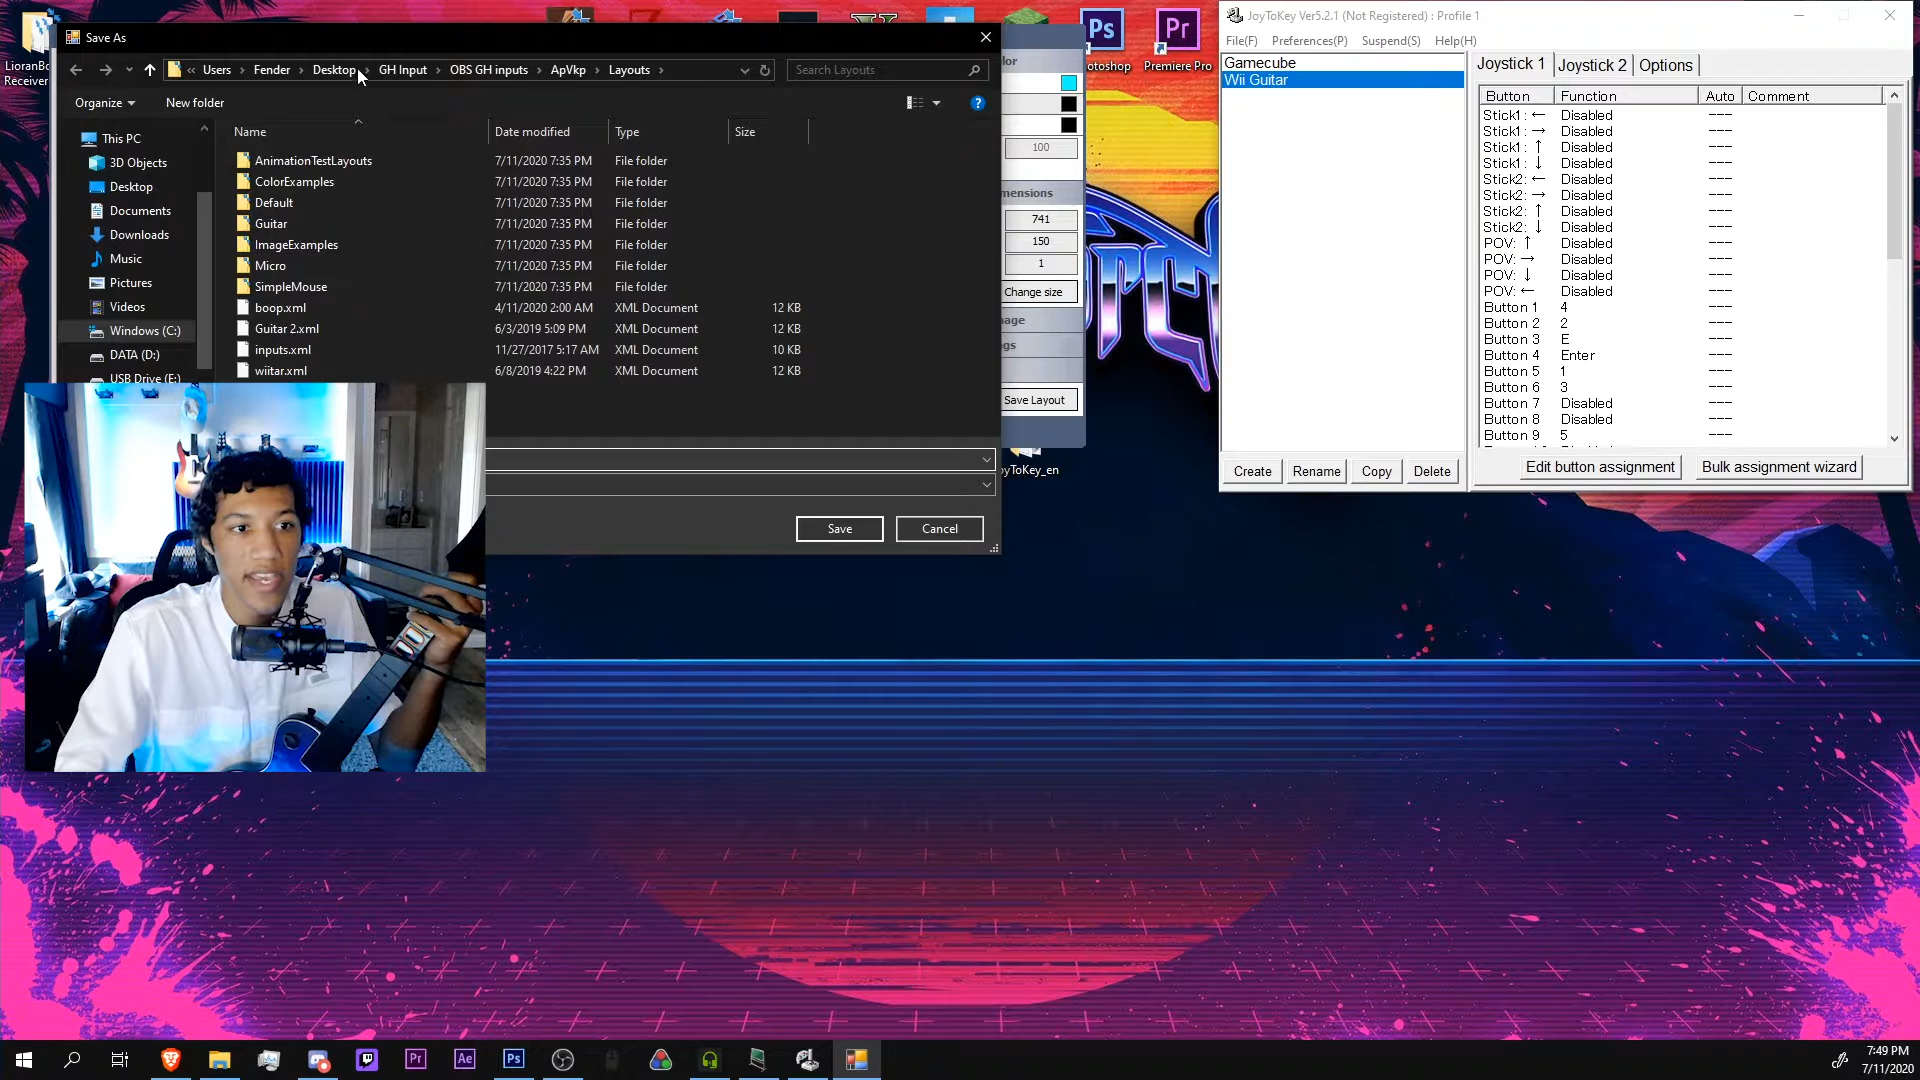 LioranBo
Receiver
Save As
« Users > Fender > Desktop > GH Input > OBS GH inputs > ApVkp > Layouts >
Search Layouts
Organize
New folder
?
This PC
3D Objects
Desktop
Documents
Downloads
Music
Pictures
Videos
Windows (C:)
DATA (D:)
USB Drive (E:)
Name Date modified Type Size
AnimationTestLayouts 7/11/2020 7:35 PM File folder
ColorExamples 7/11/2020 7:35 PM File folder
Default 7/11/2020 7:35 PM File folder
Guitar 7/11/2020 7:35 PM File folder
ImageExamples 7/11/2020 7:35 PM File folder
Micro 7/11/2020 7:35 PM File folder
SimpleMouse 7/11/2020 7:35 PM File folder
boop.xml 4/11/2020 2:00 AM XML Document 12 KB
Guitar 2.xml 6/3/2019 5:09 PM XML Document 12 KB
inputs.xml 11/27/2017 5:17 AM XML Document 10 KB
wiitar.xml 6/8/2019 4:22 PM XML Document 12 KB
Save
Cancel
olor
100
mensions
741
150
1
Change size
nage
gs
Save Layout
oyToKey_en
Ps
otoshop
Pr
Premiere Pro
JoyToKey Ver5.2.1 (Not Registered) : Profile 1
File(F) Preferences(P) Suspend(S) Help(H)
Gamecube
Wii Guitar
Create
Rename
Copy
Delete
Joystick 1
Joystick 2
Options
Button Function Auto Comment
Stick1: ← Disabled ---
Stick1: → Disabled ---
Stick1: ↑ Disabled ---
Stick1: ↓ Disabled ---
Stick2: ← Disabled ---
Stick2: → Disabled ---
Stick2: ↑ Disabled ---
Stick2: ↓ Disabled ---
POV: ↑ Disabled ---
POV: → Disabled ---
POV: ↓ Disabled ---
POV: ← Disabled ---
Button 1 4 ---
Button 2 2 ---
Button 3 E ---
Button 4 Enter ---
Button 5 1 ---
Button 6 3 ---
Button 7 Disabled ---
Button 8 Disabled ---
Button 9 5 ---
Edit button assignment
Bulk assignment wizard
Pr
Ae
Ps
7:49 PM
7/11/2020